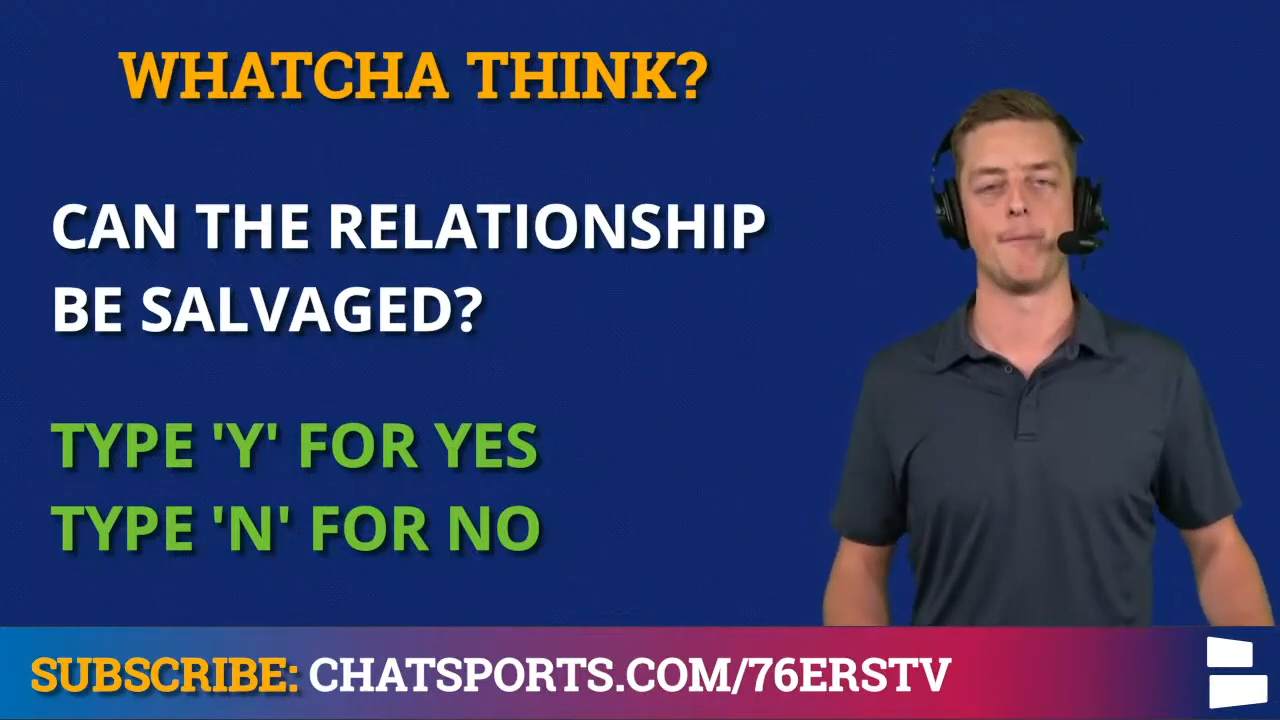 WHATCHA THINK?
CAN THE RELATIONSHIP
BE SALVAGED?
TYPE 'Y' FOR YES
TYPE 'N' FOR NO
SUBSCRIBE: CHATSPORTS.COM/76ERSTV